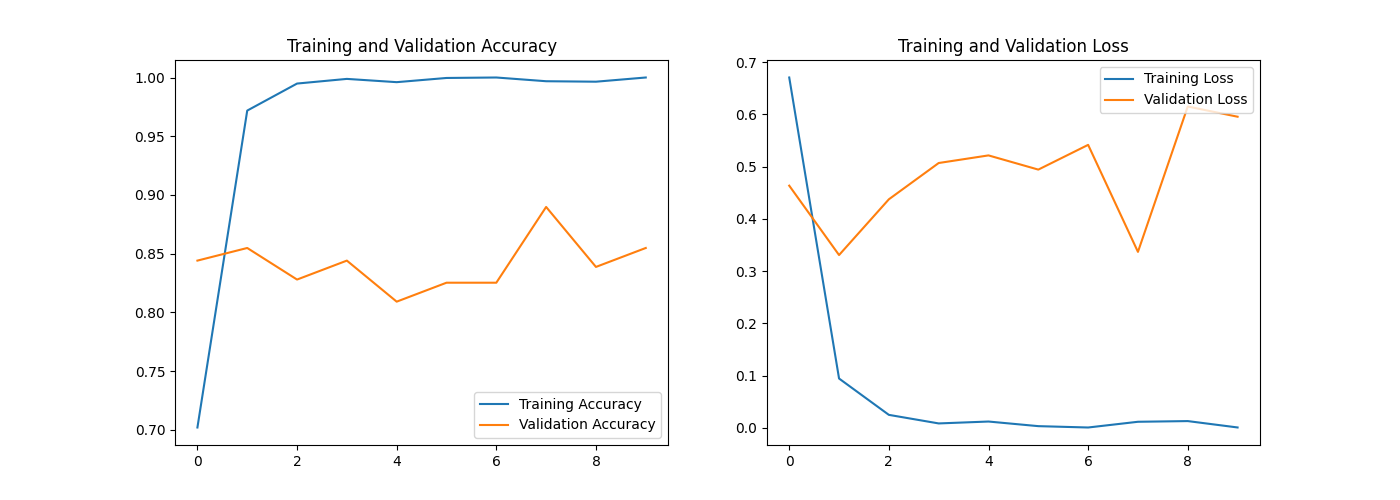 Training and Validation Accuracy
1.00
0.95
0.90
0.85
0.80
0.75
0.70
0 2 4 6 8
Training Accuracy
Validation Accuracy
Training and Validation Loss
0.7
0.6
0.5
0.4
0.3
0.2
0.1
0.0
0 2 4 6 8
Training Loss
Validation Loss